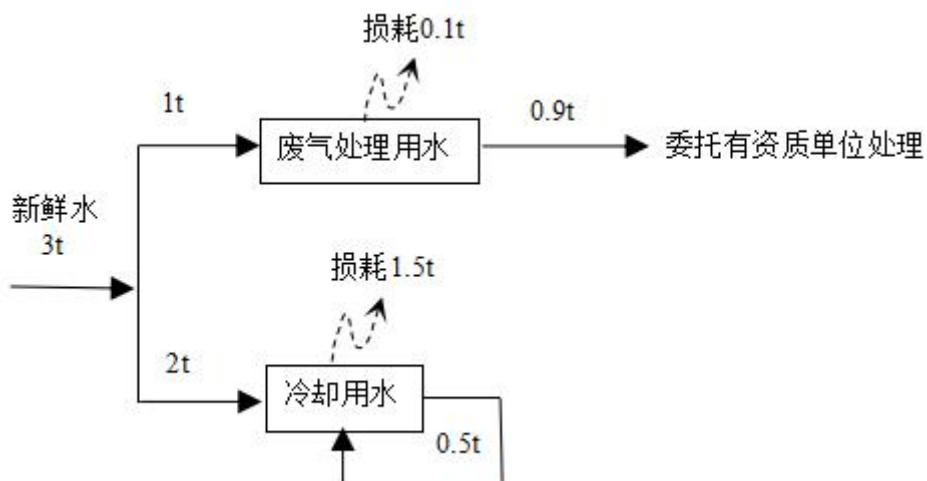 损耗0.1t
1t
0.9t
废气处理用水
委托有资质单位处理
新鲜水
3t
损耗1.5t
2t
冷却用水
0.5t